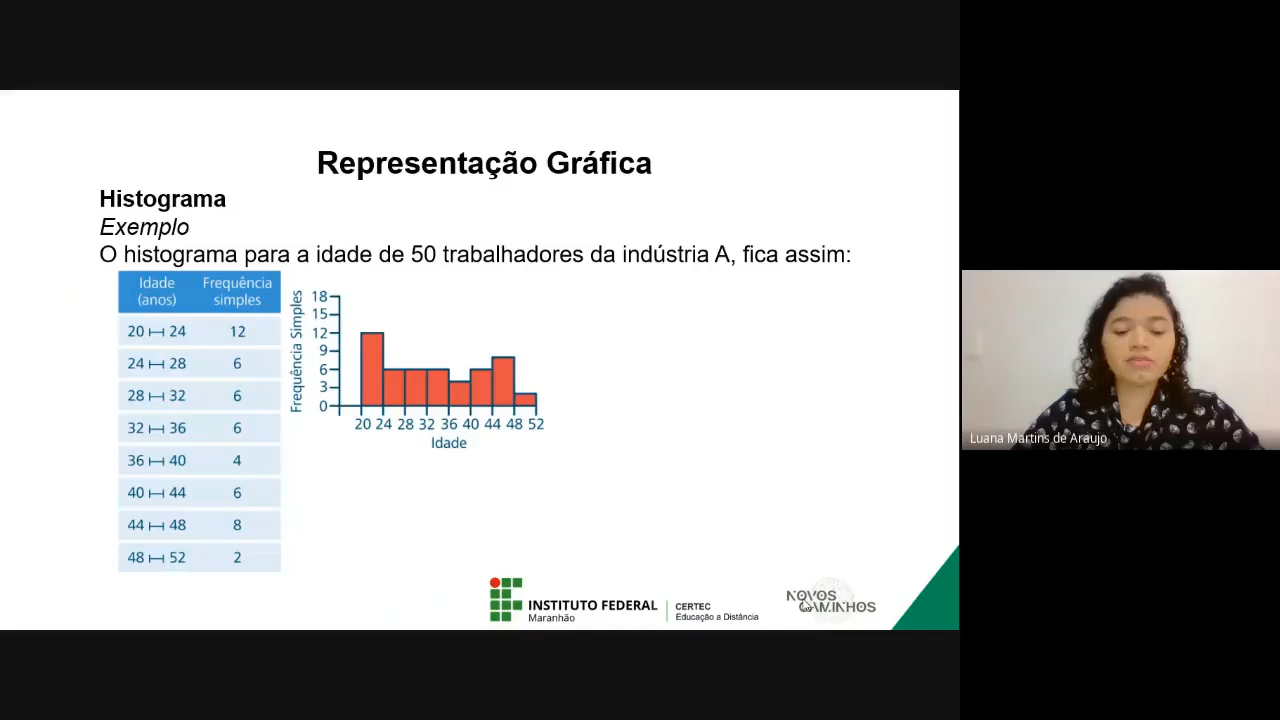 Representação Gráfica
Histograma
Exemplo
O histograma para a idade de 50 trabalhadores da indústria A, fica assim:
Idade (anos) Frequência simples
20 ⊢⊣ 24 12
24 ⊢⊣ 28 6
28 ⊢⊣ 32 6
32 ⊢⊣ 36 6
36 ⊢⊣ 40 4
40 ⊢⊣ 44 6
44 ⊢⊣ 48 8
48 ⊢⊣ 52 2
Frequência Simples
18
15
12
9
6
3
0
20 24 28 32 36 40 44 48 52
Idade
Luana Martins de Araujo
INSTITUTO FEDERAL
Maranhão
CERTEC
Educação a Distância
NOVOS
CAMINHOS